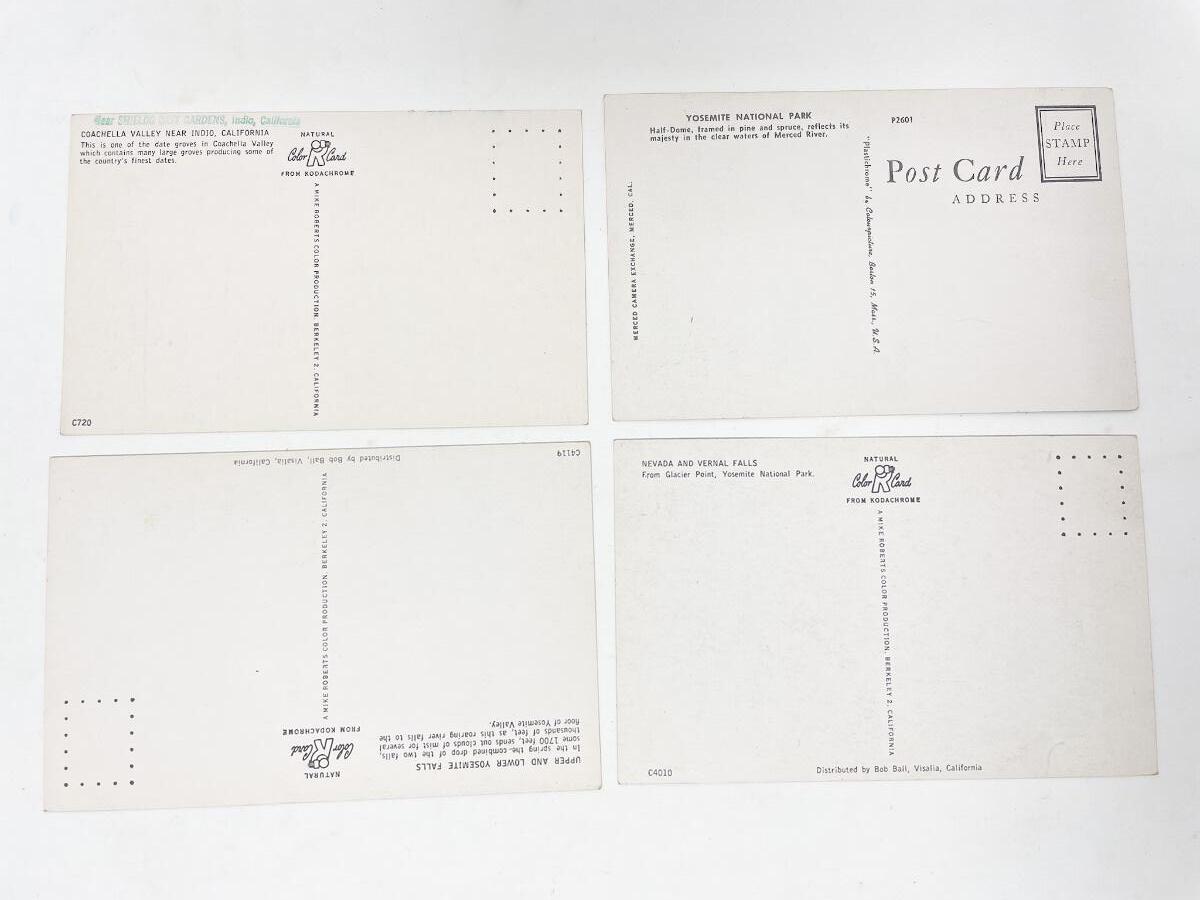 Near SHIELDS DATE GARDENS, Indio, California
COACHELLA VALLEY NEAR INDIO, CALIFORNIA
This is one of the date groves in Coachella Valley
which contains many large groves producing some of
the country's finest dates.
NATURAL
Color Card
FROM KODACHROME
A MIKE ROBERTS COLOR PRODUCTION, BERKELEY 2, CALIFORNIA
C720
YOSEMITE NATIONAL PARK
Half-Dome, framed in pine and spruce, reflects its
majesty in the clear waters of Merced River.
P2601
Place
STAMP
Here
Post Card
ADDRESS
MERCED CAMERA EXCHANGE, MERCED, CAL.
"Plastichrome" by Colourpicture, Boston 15, Mass., U.S.A.
UPPER AND LOWER YOSEMITE FALLS
In the spring the combined drop of the two falls,
some 1700 feet, sends out clouds of mist for several
thousands of feet, as this roaring river falls to the
floor of Yosemite Valley.
NATURAL
Color Card
FROM KODACHROME
A MIKE ROBERTS COLOR PRODUCTION, BERKELEY 2, CALIFORNIA
C4119
Distributed by Bob Ball, Visalia, California
NEVADA AND VERNAL FALLS
From Glacier Point, Yosemite National Park.
NATURAL
Color Card
FROM KODACHROME
A MIKE ROBERTS COLOR PRODUCTION, BERKELEY 2, CALIFORNIA
C4010
Distributed by Bob Ball, Visalia, California